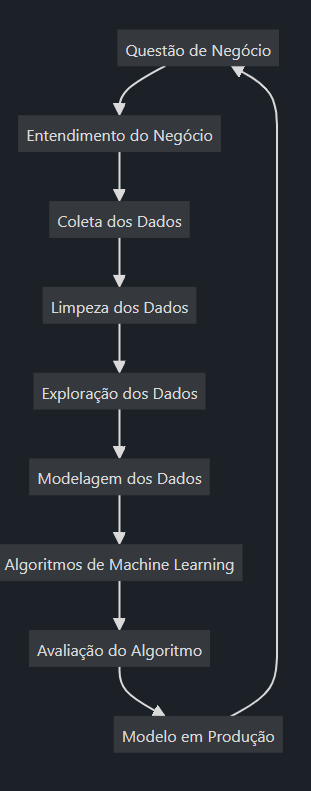 Questão de Negócio
Entendimento do Negócio
Coleta dos Dados
Limpeza dos Dados
Exploração dos Dados
Modelagem dos Dados
Algoritmos de Machine Learning
Avaliação do Algoritmo
Modelo em Produção